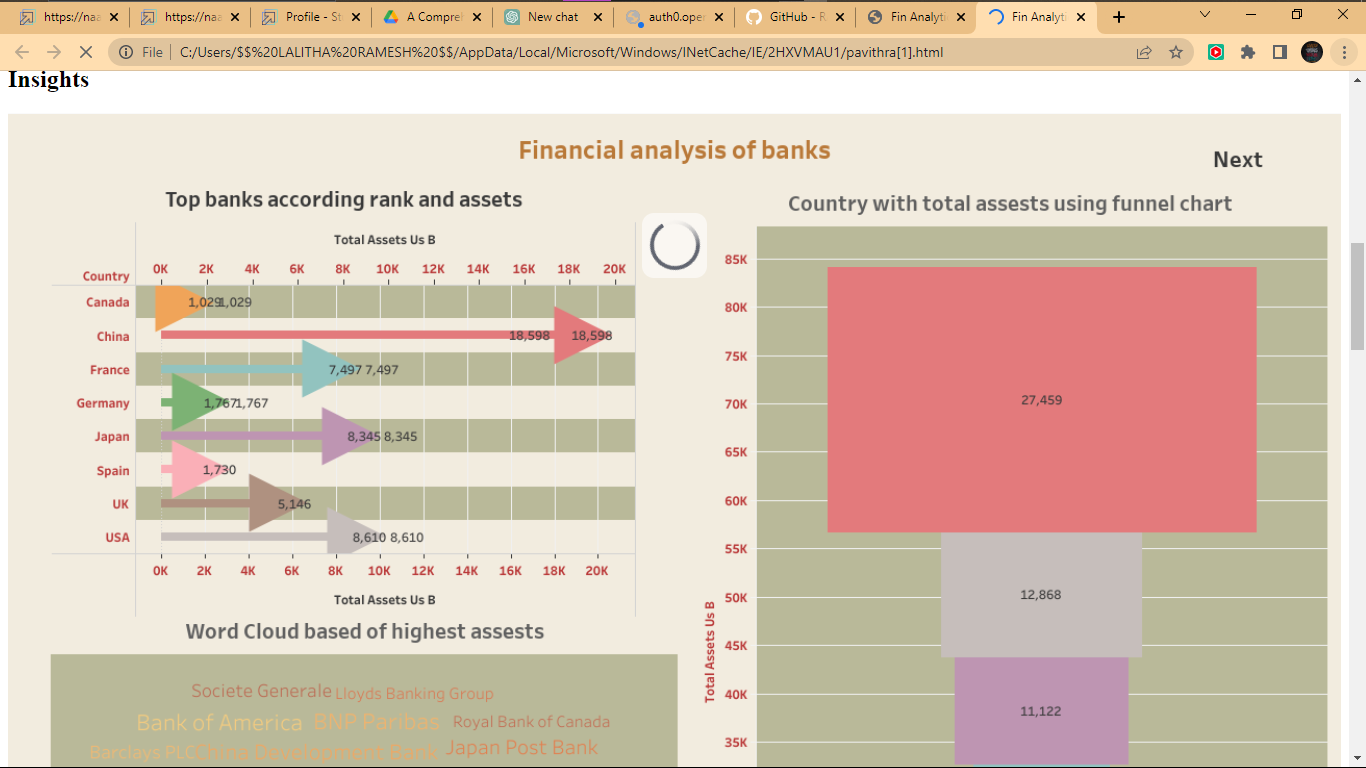 https://naa
https://naa
Profile - St
A Compreh
New chat
auth0.open
GitHub - R
Fin Analyti
Fin Analyti
File | C:/Users/$$%20LALITHA%20RAMESH%20$$/AppData/Local/Microsoft/Windows/INetCache/IE/2HXVMAU1/pavithra[1].html
Insights
Financial analysis of banks
Next
Top banks according rank and assets
Total Assets Us B
Country
0K 2K 4K 6K 8K 10K 12K 14K 16K 18K 20K
Canada 1,029 1,029
China 18,598 18,598
France 7,497 7,497
Germany 1,767 1,767
Japan 8,345 8,345
Spain 1,730
UK 5,146
USA 8,610 8,610
0K 2K 4K 6K 8K 10K 12K 14K 16K 18K 20K
Total Assets Us B
Word Cloud based of highest assests
Societe Generale Lloyds Banking Group
Bank of America BNP Paribas Royal Bank of Canada
Barclays PLC China Development Bank Japan Post Bank
Country with total assests using funnel chart
85K
80K
75K
70K
65K
60K
55K
50K
45K
40K
35K
Total Assets Us B
27,459
12,868
11,122